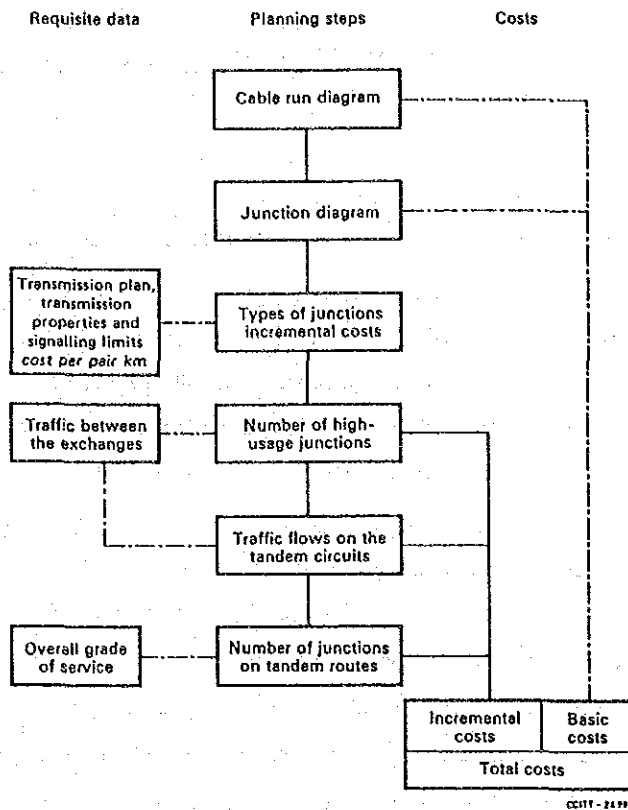 Requisite data
Planning steps
Costs
Cable run diagram
Junction diagram
Transmission plan,
transmission
properties and
signalling limits
cost per pair km
Types of junctions
incremental costs
Traffic between
the exchanges
Number of high-
usage junctions
Traffic flows on the
tandem circuits
Overall grade
of service
Number of junctions
on tandem routes
Incremental
costs
Basic
costs
Total costs